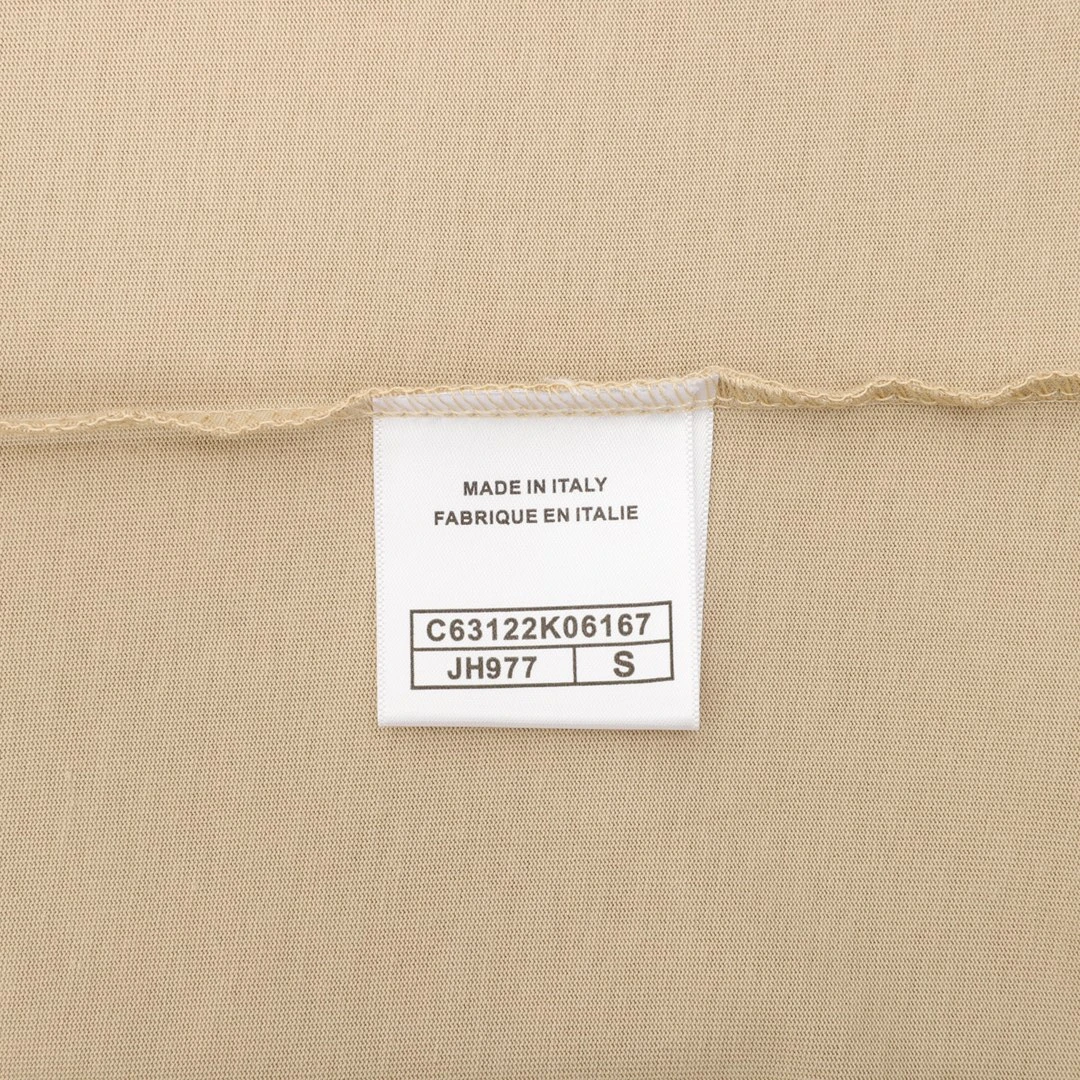 MADE IN ITALY
FABRIQUE EN ITALIE
C63122K06167
JH977 S